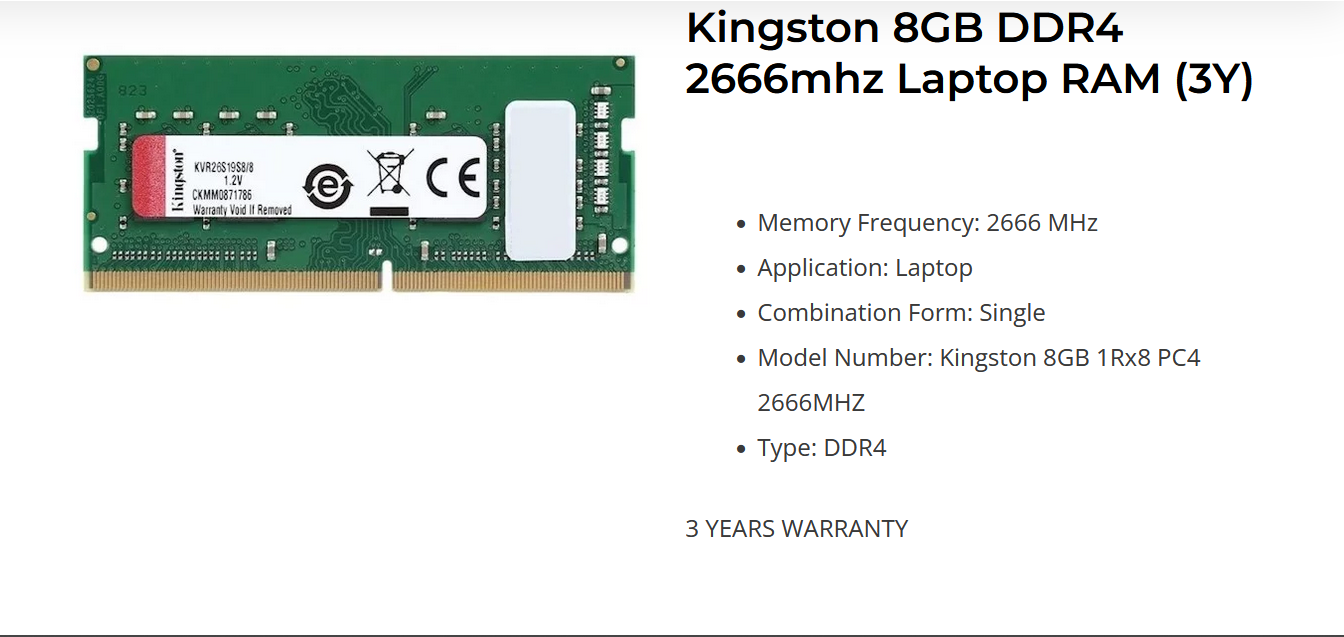 Kingston 8GB DDR4
2666mhz Laptop RAM (3Y)
823
Kingston
KVR26S19S8/8
1.2V
CKMM0871786
Warranty Void If Removed
CE
• Memory Frequency: 2666 MHz
• Application: Laptop
• Combination Form: Single
• Model Number: Kingston 8GB 1Rx8 PC4
2666MHZ
• Type: DDR4
3 YEARS WARRANTY